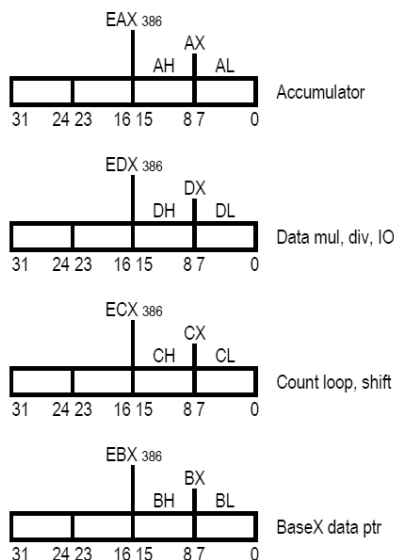 EAX 386
AX
AH AL
Accumulator
31 24 23 16 15 8 7 0
EDX 386
DX
DH DL
Data mul, div, IO
31 24 23 16 15 8 7 0
ECX 386
CX
CH CL
Count loop, shift
31 24 23 16 15 8 7 0
EBX 386
BX
BH BL
BaseX data ptr
31 24 23 16 15 8 7 0